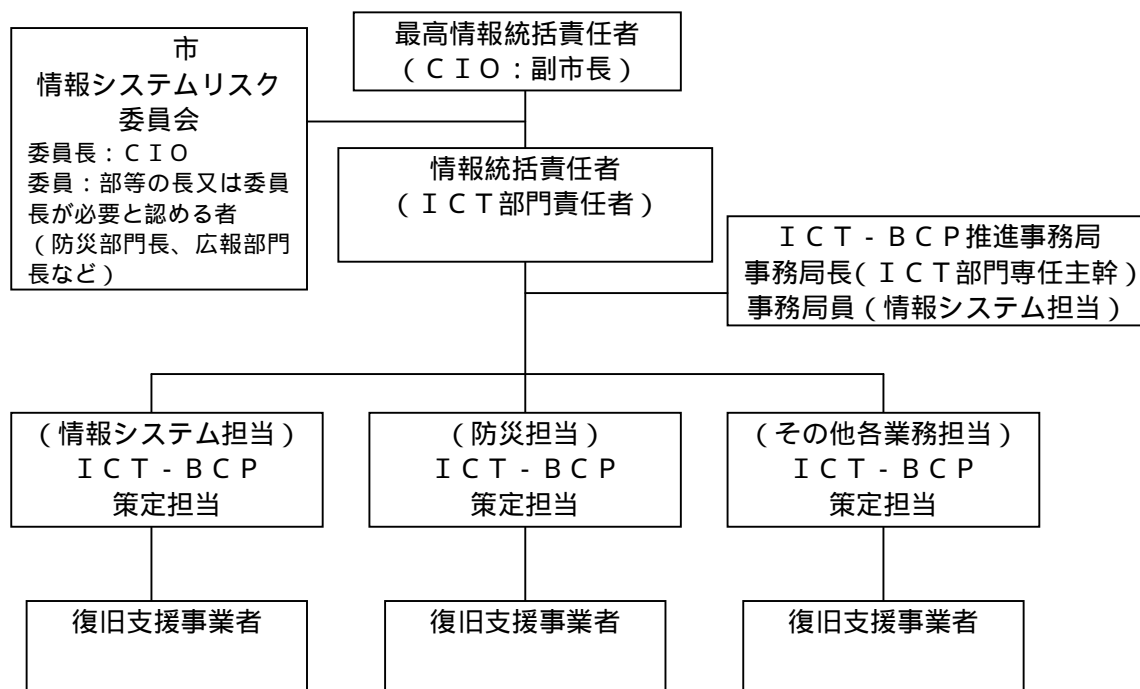 最高情報統括責任者
(ＣＩＯ：副市長)
市
情報システムリスク
委員会
委員長：ＣＩＯ
委員：部等の長又は委員
長が必要と認める者
(防災部門長、広報部門
長など)
情報統括責任者
(ＩＣＴ部門責任者)
ＩＣＴ‐ＢＣＰ推進事務局
事務局長(ＩＣＴ部門専任主幹)
事務局員(情報システム担当)
(情報システム担当)
ＩＣＴ‐ＢＣＰ
策定担当
(防災担当)
ＩＣＴ‐ＢＣＰ
策定担当
(その他各業務担当)
ＩＣＴ‐ＢＣＰ
策定担当
復旧支援事業者
復旧支援事業者
復旧支援事業者